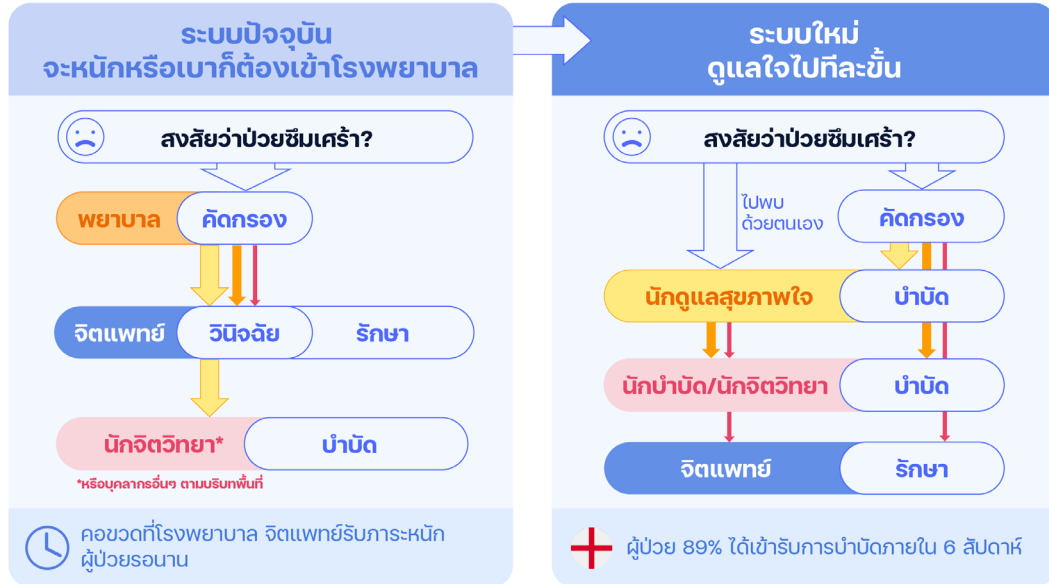 ระบบปัจจุบัน
จะหนักหรือเบาก็ต้องเข้าโรงพยาบาล
สงสัยว่าป่วยซึมเศร้า?
พยาบาล
คัดกรอง
จิตแพทย์
วินิจฉัย
รักษา
นักจิตวิทยา*
บำบัด
*หรือบุคลากรอื่นๆ ตามบริบทพื้นที่
คอขวดที่โรงพยาบาล จิตแพทย์รับภาระหนัก
ผู้ป่วยรอนาน
ระบบใหม่
ดูแลใจไปทีละขั้น
สงสัยว่าป่วยซึมเศร้า?
ไปพบ
ด้วยตนเอง
คัดกรอง
นักดูแลสุขภาพใจ
บำบัด
นักบำบัด/นักจิตวิทยา
บำบัด
จิตแพทย์
รักษา
ผู้ป่วย 89% ได้เข้ารับการบำบัดภายใน 6 สัปดาห์